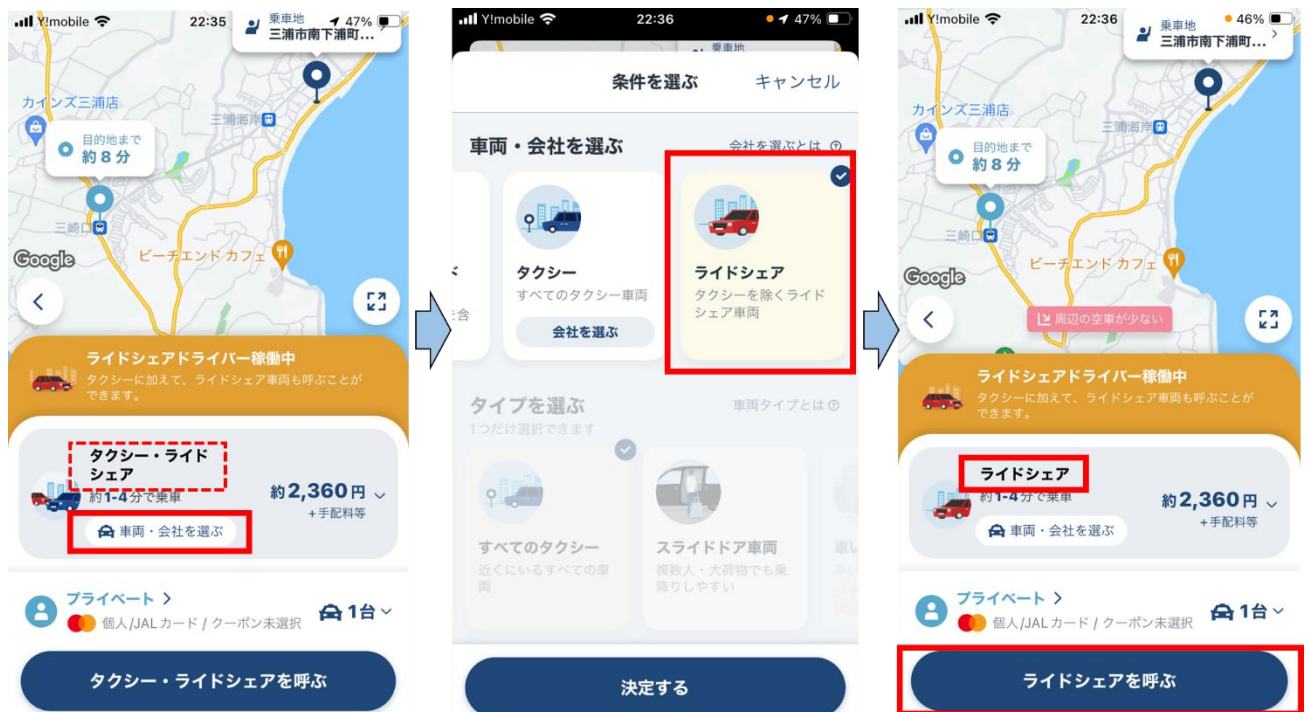 Y!mobile 22:35 47%
乗車地
三浦市南下浦町...
カインズ三浦店
三浦海岸
目的地まで
約 8 分
三崎口
ビーチエンド カフェ
Google
ライドシェアドライバー稼働中
タクシーに加えて、ライドシェア車両も呼ぶことが
できます。
タクシー・ライド
シェア
約1-4分で乗車
約2,360円
+手配料等
車両・会社を選ぶ
プライベート
個人/JALカード / クーポン未選択
1台
タクシー・ライドシェアを呼ぶ
Y!mobile 22:36 47%
乗車地
条件を選ぶ キャンセル
車両・会社を選ぶ 会社を選ぶとは
タクシー
すべてのタクシー車両
会社を選ぶ
ライドシェア
タクシーを除くライド
シェア車両
タイプを選ぶ 車両タイプとは
1つだけ選択できます
すべてのタクシー
近くにいるすべての車
両
スライドドア車両
複数人・大荷物でも乗
降りしやすい
決定する
Y!mobile 22:36 46%
乗車地
三浦市南下浦町...
カインズ三浦店
三浦海岸
目的地まで
約 8 分
三崎口
ビーチエンド カフェ
Google
周辺の空車が少ない
ライドシェアドライバー稼働中
タクシーに加えて、ライドシェア車両も呼ぶことが
できます。
ライドシェア
約1-4分で乗車
約2,360円
+手配料等
車両・会社を選ぶ
プライベート
個人/JALカード / クーポン未選択
1台
ライドシェアを呼ぶ